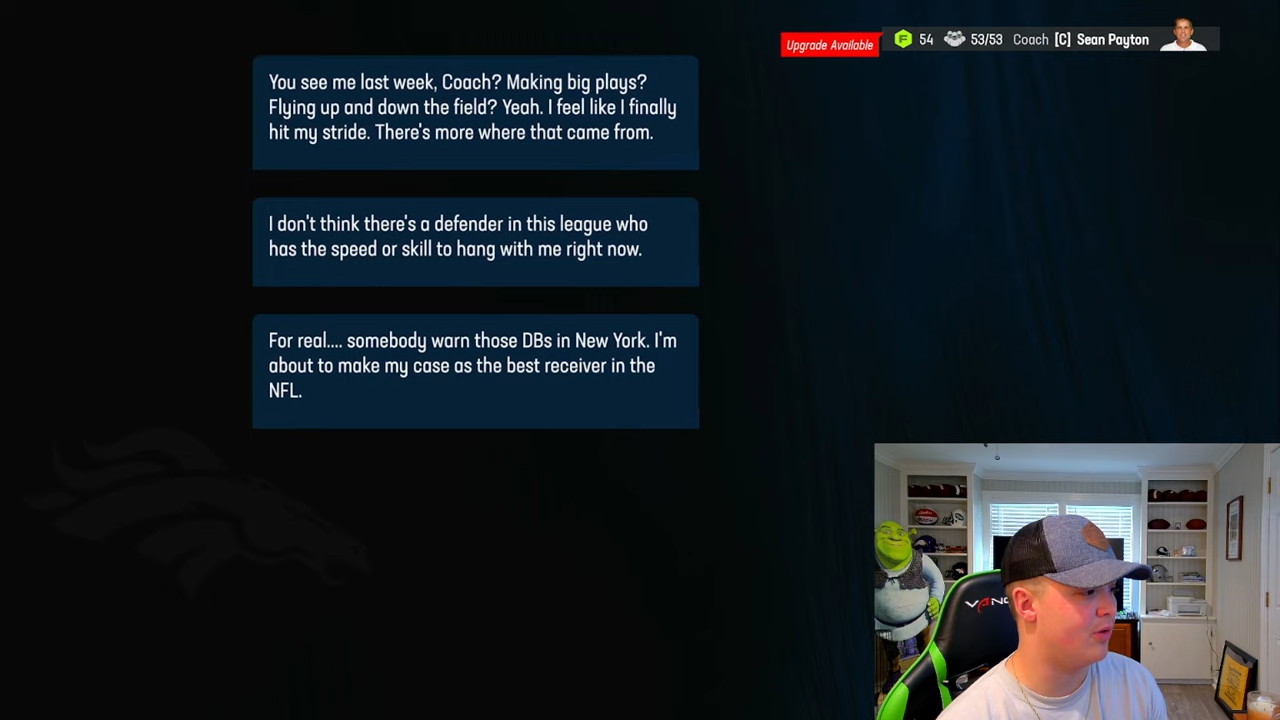 Upgrade Available
54
53/53
Coach [C] Sean Payton
You see me last week, Coach? Making big plays?
Flying up and down the field? Yeah. I feel like I finally
hit my stride. There's more where that came from.
I don't think there's a defender in this league who
has the speed or skill to hang with me right now.
For real.... somebody warn those DBs in New York. I'm
about to make my case as the best receiver in the
NFL.